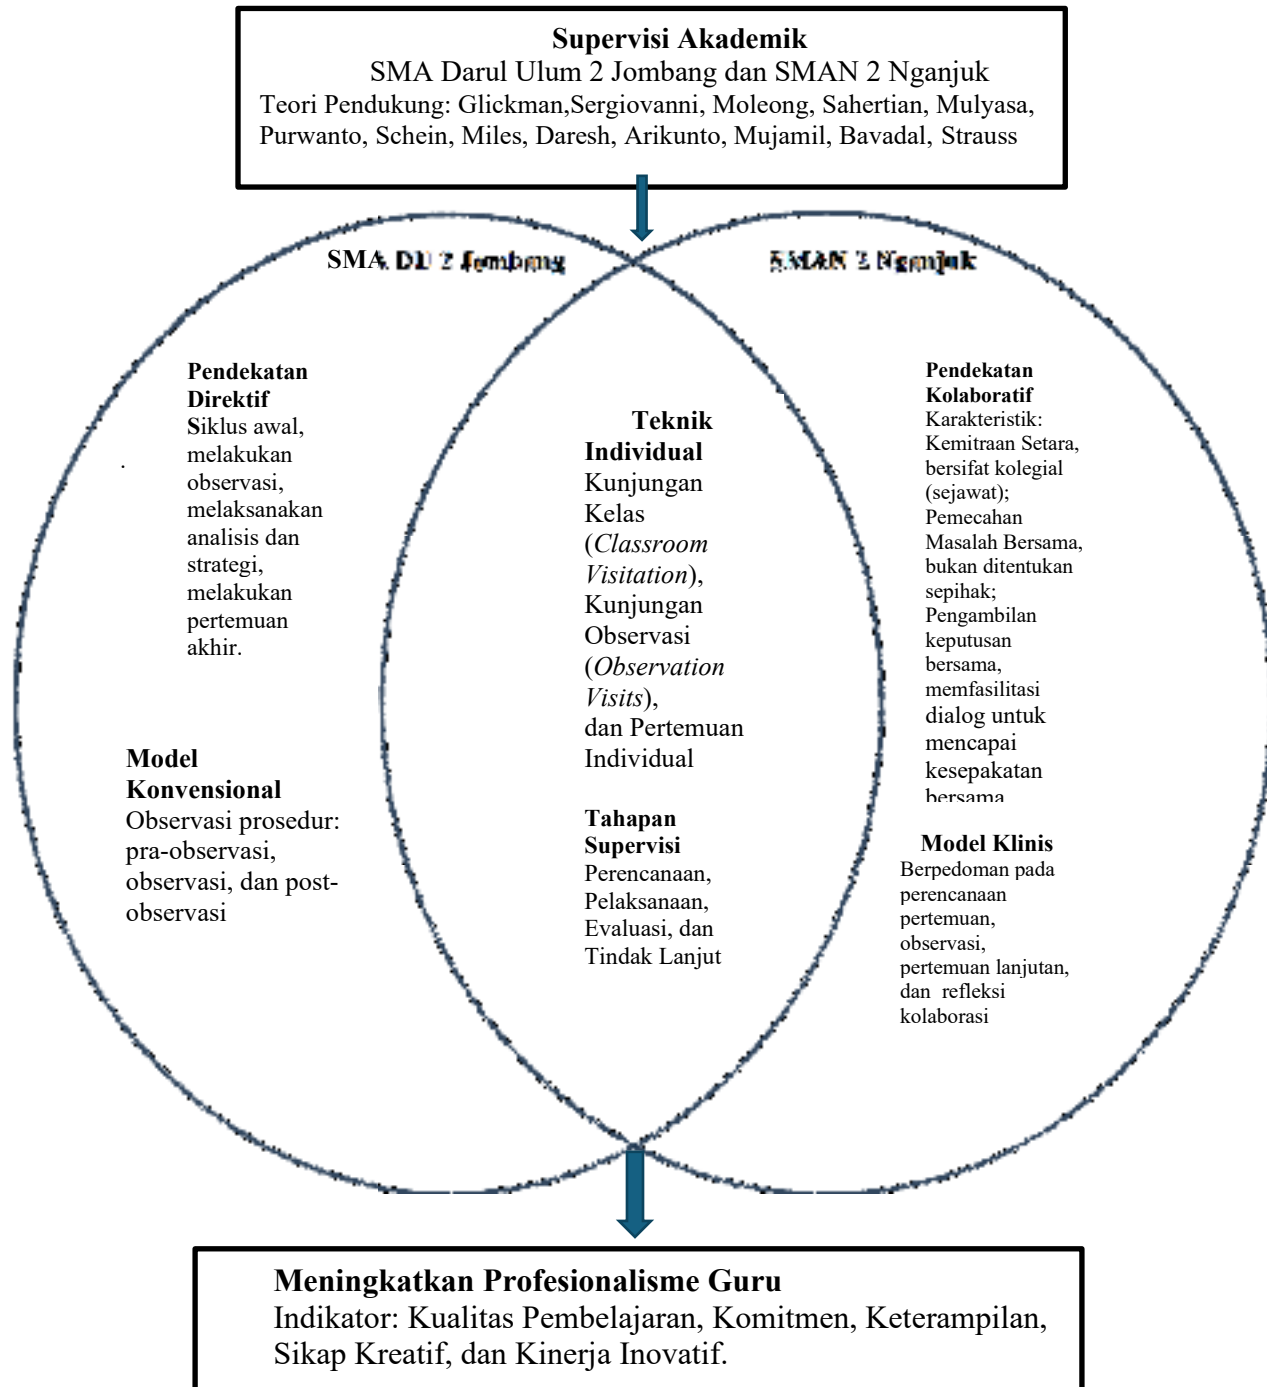 Supervisi Akademik
SMA Darul Ulum 2 Jombang dan SMAN 2 Nganjuk
Teori Pendukung: Glickman,Sergiovanni, Moleong, Sahertian, Mulyasa,
Purwanto, Schein, Miles, Daresh, Arikunto, Mujamil, Bavadal, Strauss
SMA DU 2 Jombang
SMAN 2 Nganjuk
Pendekatan
Direktif
Siklus awal,
melakukan
observasi,
melaksanakan
analisis dan
strategi,
melakukan
pertemuan
akhir.
Model
Konvensional
Observasi prosedur:
pra-observasi,
observasi, dan post-
observasi
Teknik
Individual
Kunjungan
Kelas
(Classroom
Visitation),
Kunjungan
Observasi
(Observation
Visits),
dan Pertemuan
Individual
Tahapan
Supervisi
Perencanaan,
Pelaksanaan,
Evaluasi, dan
Tindak Lanjut
Pendekatan
Kolaboratif
Karakteristik:
Kemitraan Setara,
bersifat kolegial
(sejawat);
Pemecahan
Masalah Bersama,
bukan ditentukan
sepihak;
Pengambilan
keputusan
bersama,
memfasilitasi
dialog untuk
mencapai
kesepakatan
bersama
Model Klinis
Berpedoman pada
perencanaan
pertemuan,
observasi,
pertemuan lanjutan,
dan refleksi
kolaborasi
Meningkatkan Profesionalisme Guru
Indikator: Kualitas Pembelajaran, Komitmen, Keterampilan,
Sikap Kreatif, dan Kinerja Inovatif.